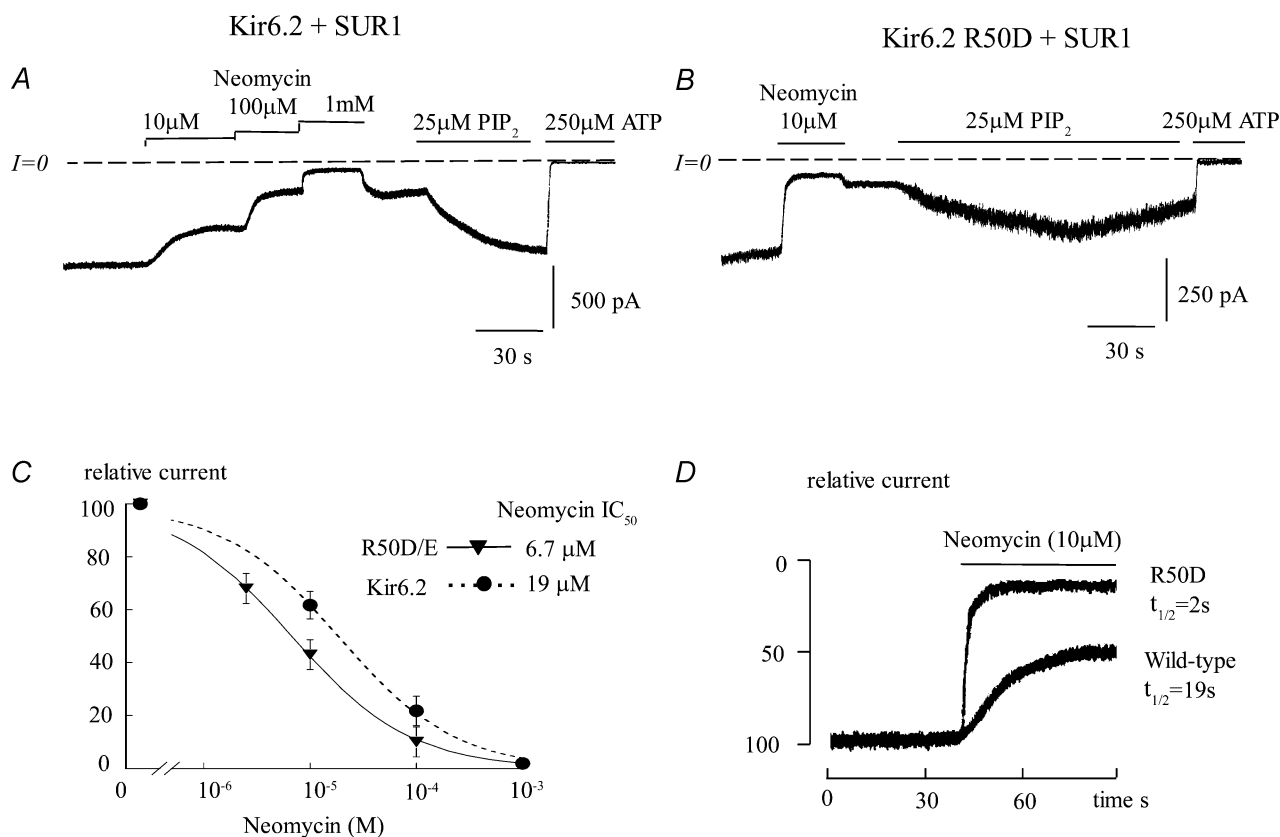 Kir6.2 + SUR1
A
Neomycin
10μM
100μM
1mM
25μM PIP2
250μM ATP
I=0
500 pA
30 s
Kir6.2 R50D + SUR1
B
Neomycin
10μM
25μM PIP2
250μM ATP
I=0
250 pA
30 s
C
relative current
100
80
60
40
20
0
0
10-6
10-5
10-4
10-3
Neomycin (M)
Neomycin IC50
R50D/E
6.7 μM
Kir6.2
19 μM
D
relative current
Neomycin (10μM)
0
50
100
R50D
t1/2=2s
Wild-type
t1/2=19s
0
30
60
time s